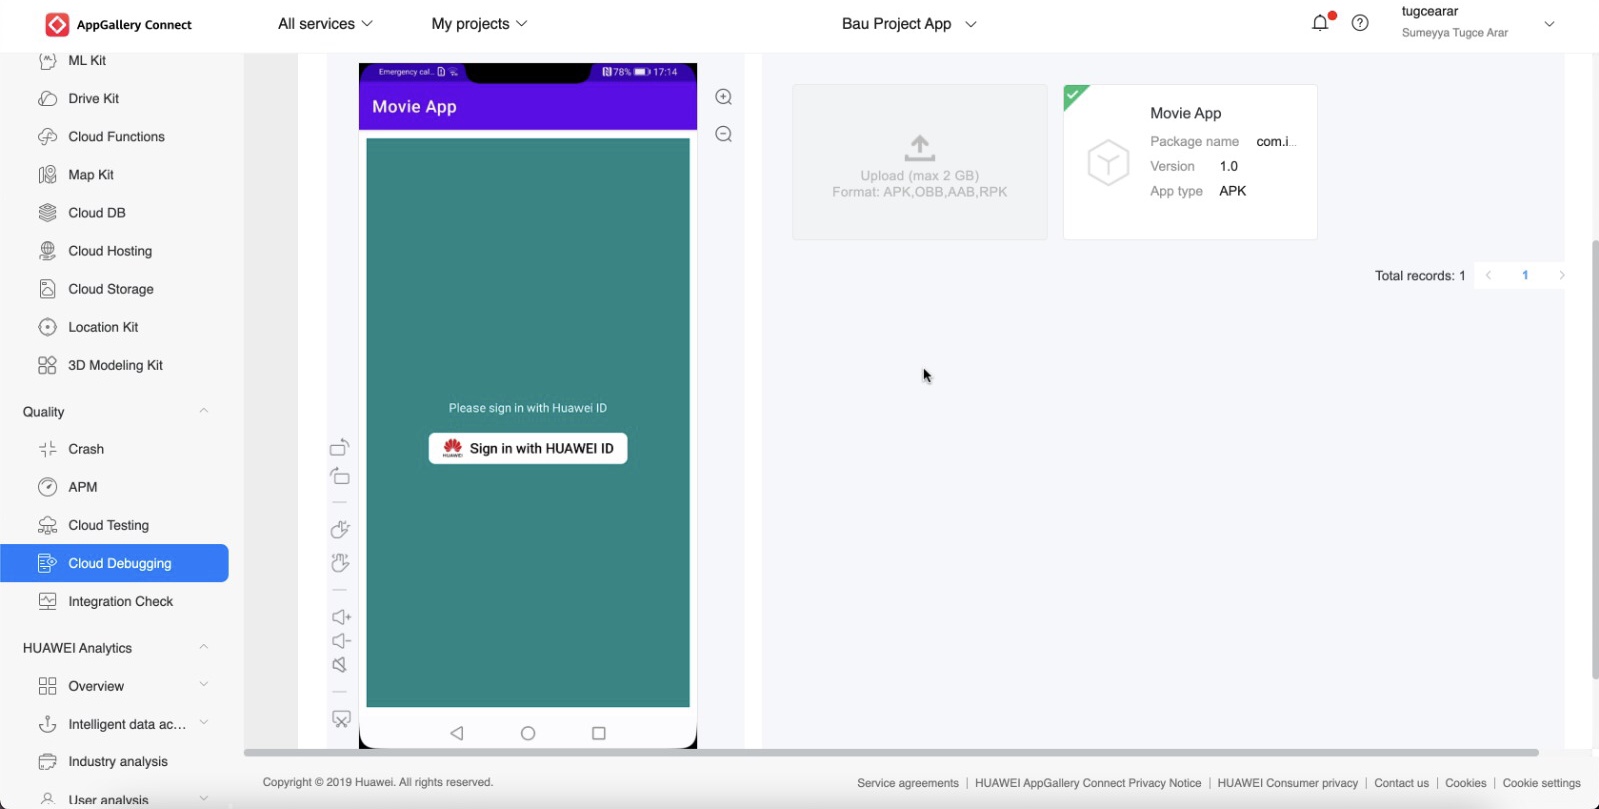 AppGallery Connect
All services
My projects
Bau Project App
tugcearar
Sumeyya Tugce Arar
ML Kit
Drive Kit
Cloud Functions
Map Kit
Cloud DB
Cloud Hosting
Cloud Storage
Location Kit
3D Modeling Kit
Quality
Crash
APM
Cloud Testing
Cloud Debugging
Integration Check
HUAWEI Analytics
Overview
Intelligent data ac...
Industry analysis
User analysis
Emergency cal...
78% 17:14
Movie App
Please sign in with Huawei ID
HUAWEI
Sign in with HUAWEI ID
Upload (max 2 GB)
Format: APK,OBB,AAB,RPK
Movie App
Package name com.i...
Version 1.0
App type APK
Total records: 1
1
Copyright © 2019 Huawei. All rights reserved.
Service agreements | HUAWEI AppGallery Connect Privacy Notice | HUAWEI Consumer privacy | Contact us | Cookies | Cookie settings